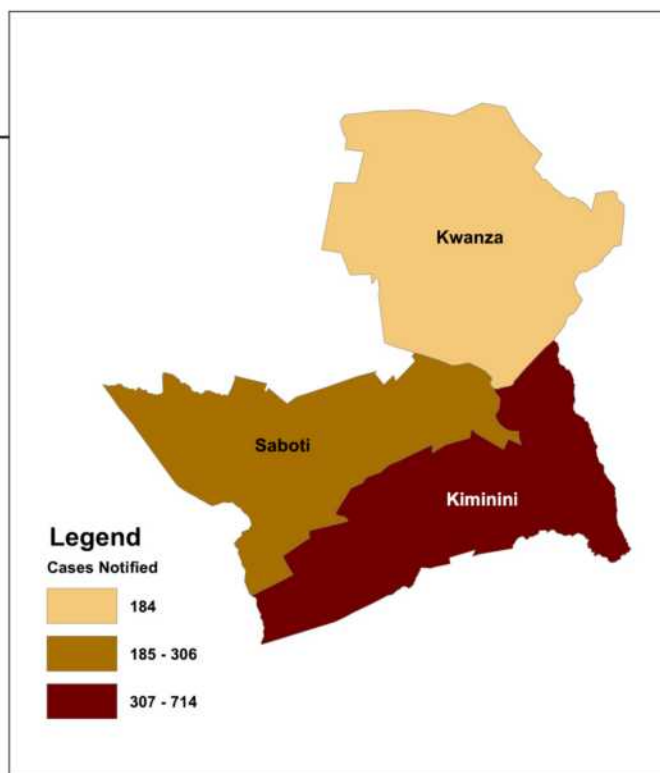 Kwanza
Saboti
Kiminini
Legend
Cases Notified
184
185 - 306
307 - 714